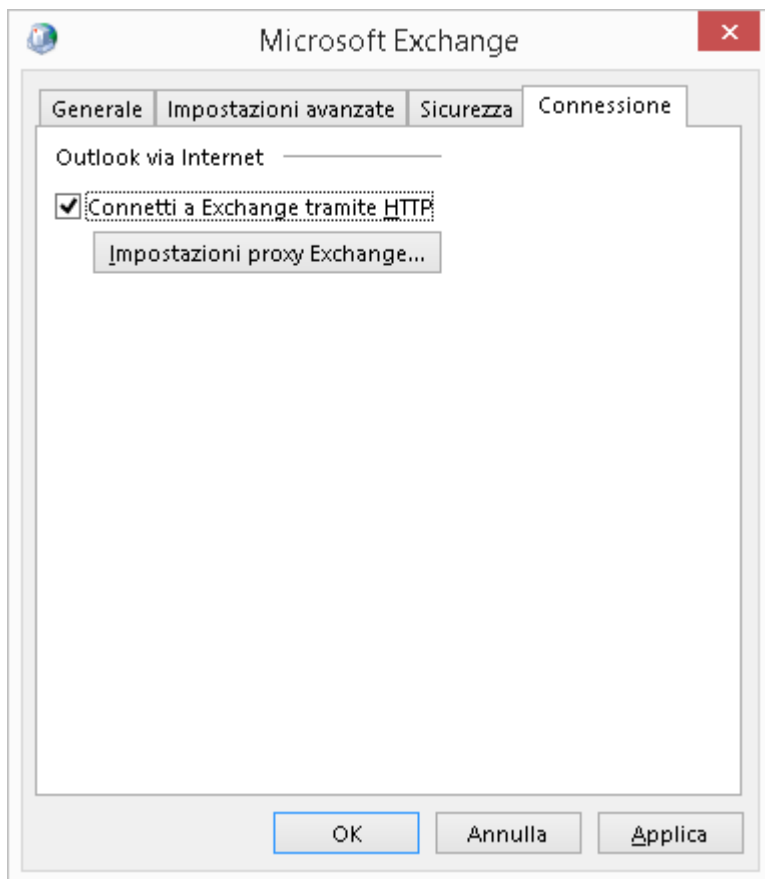 Microsoft Exchange
Generale Impostazioni avanzate Sicurezza Connessione
Outlook via Internet
Connetti a Exchange tramite HTTP
Impostazioni proxy Exchange...
OK Annulla Applica